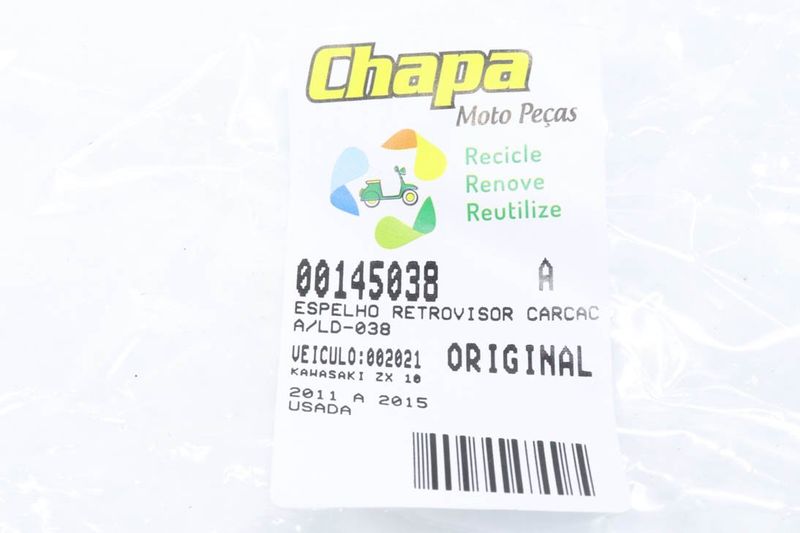 Chapa
Moto Peças
Recicle
Renove
Reutilize
00145038 A
ESPELHO RETROVISOR CARCAC
A/LD-038
VEICULO:002021 ORIGINAL
KAWASAKI ZX 10
2011 A 2015
USADA